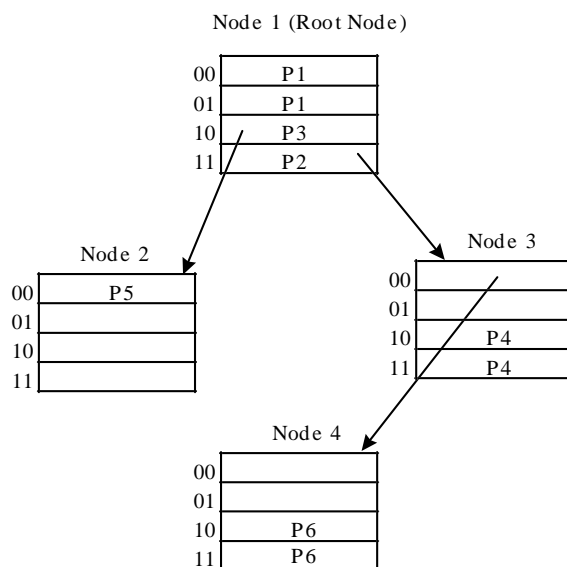 Node 1 (Root Node)
00 P1
01 P1
10 P3
11 P2
Node 2
00 P5
01
10
11
Node 3
00
01
10 P4
11 P4
Node 4
00
01
10 P6
11 P6